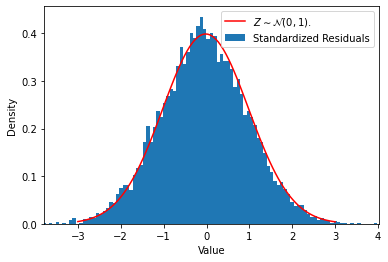 Z ∼ 𝒩(0, 1).
Standardized Residuals
Density
0.4
0.3
0.2
0.1
0.0
−3 −2 −1 0 1 2 3 4
Value